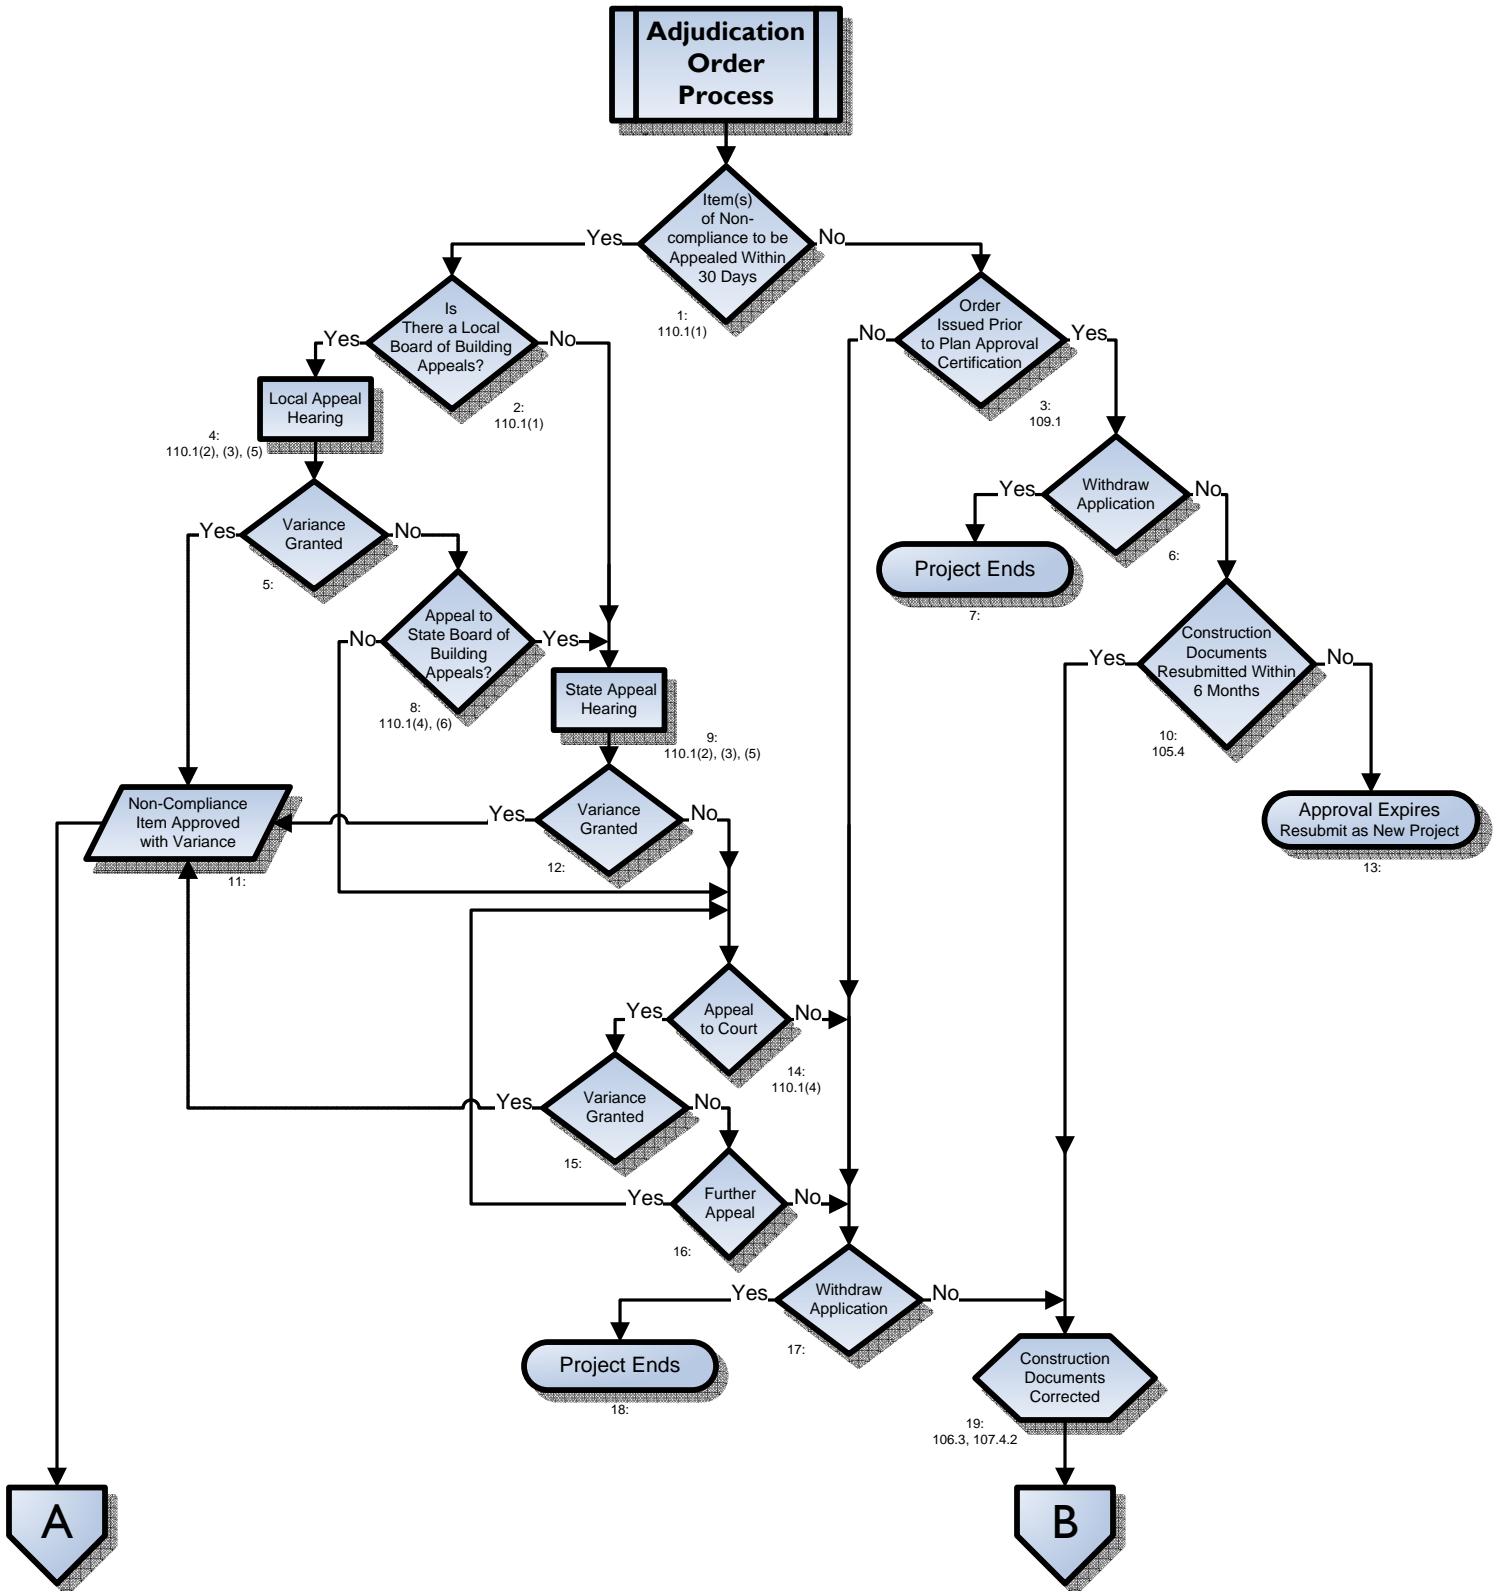 Adjudication
Order
Process
Item(s)
of Non-
compliance to be
Appealed Within
30 Days
Yes
No
1:
110.1(1)
Is
There a Local
Board of Building
Appeals?
Yes
No
2:
110.1(1)
Order
Issued Prior
to Plan Approval
Certification
No
Yes
3:
109.1
Local Appeal
Hearing
4:
110.1(2), (3), (5)
Variance
Granted
Yes
No
5:
Withdraw
Application
Yes
No
6:
Project Ends
7:
Appeal to
State Board of
Building
Appeals?
No
Yes
8:
110.1(4), (6)
State Appeal
Hearing
9:
110.1(2), (3), (5)
Construction
Documents
Resubmitted Within
6 Months
Yes
No
10:
105.4
Non-Compliance
Item Approved
with Variance
11:
Variance
Granted
Yes
No
12:
Approval Expires
Resubmit as New Project
13:
Appeal
to Court
Yes
No
14:
110.1(4)
Variance
Granted
Yes
No
15:
Further
Appeal
Yes
No
16:
Withdraw
Application
Yes
No
17:
Project Ends
18:
Construction
Documents
Corrected
19:
106.3, 107.4.2
A
B